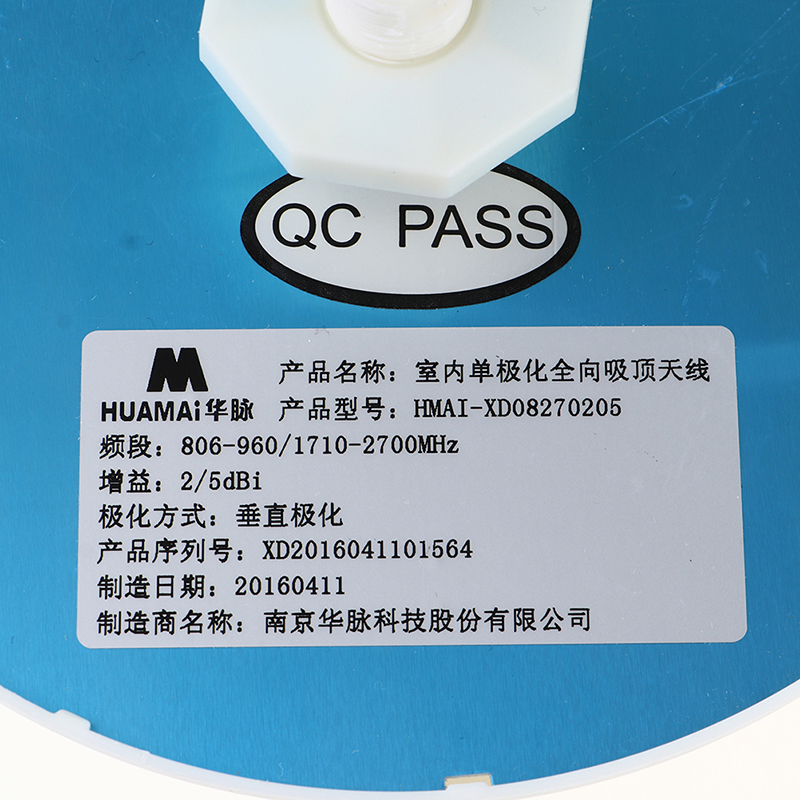 QC PASS
产品名称：室内单极化全向吸顶天线
HUAMAi华脉 产品型号：HMAI-XD08270205
频段：806-960/1710-2700MHz
增益：2/5dBi
极化方式：垂直极化
产品序列号：XD2016041101564
制造日期：20160411
制造商名称：南京华脉科技股份有限公司